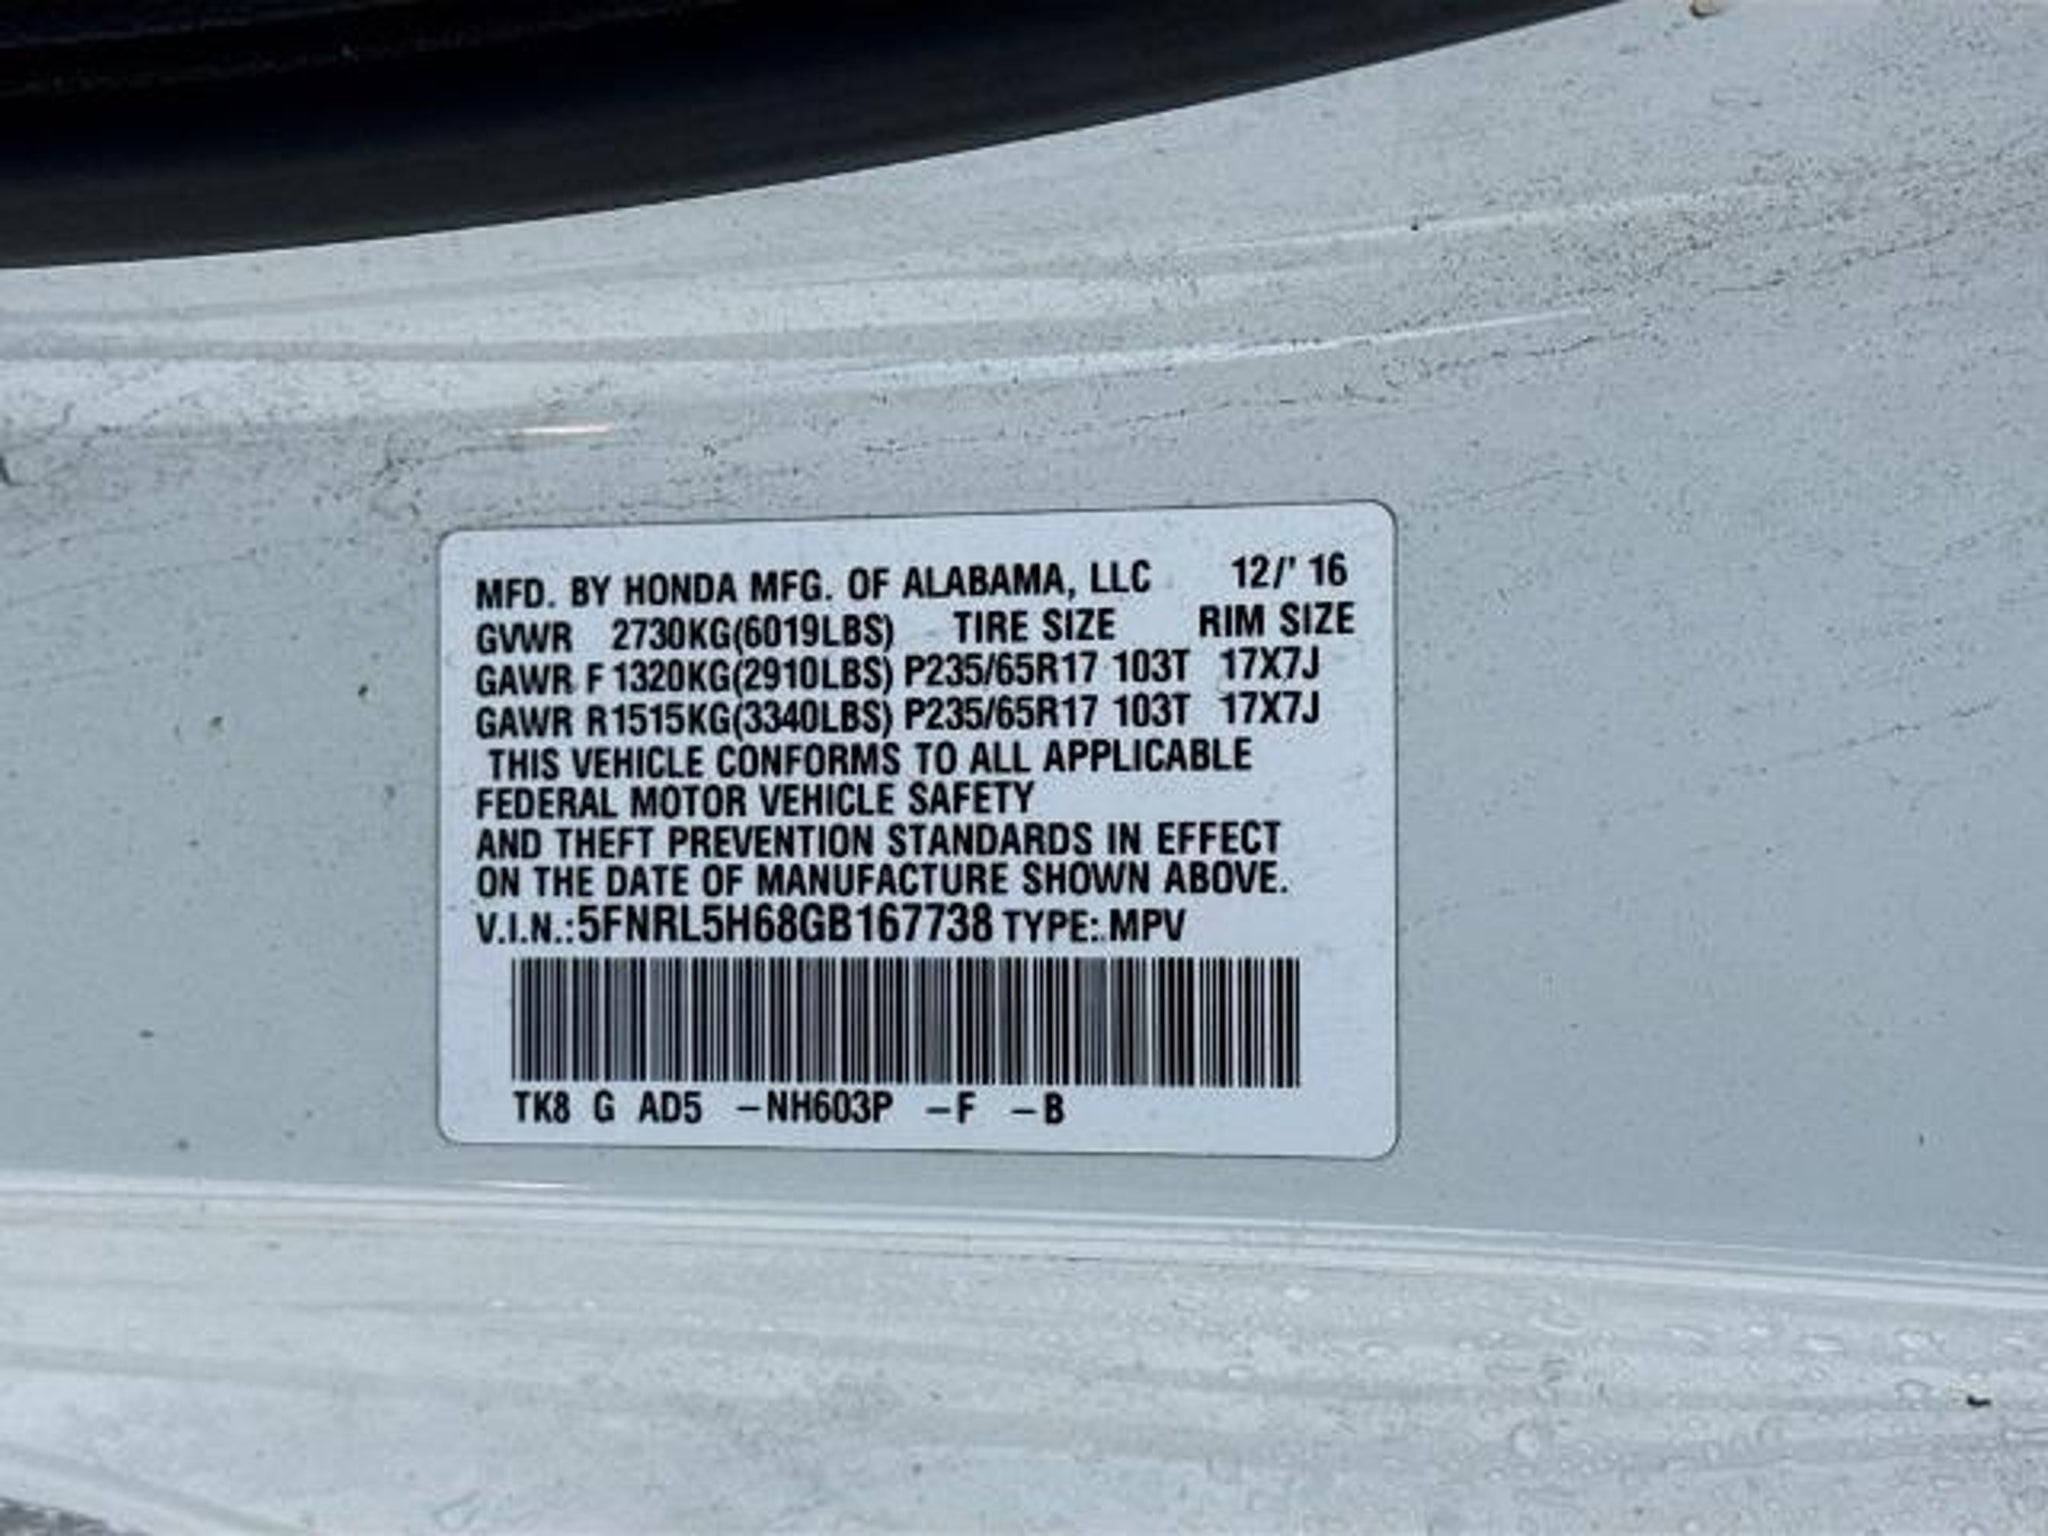 MFD. BY HONDA MFG. OF ALABAMA, LLC 12/' 16
GVWR 2730KG(6019LBS) TIRE SIZE RIM SIZE
GAWR F 1320KG(2910LBS) P235/65R17 103T 17X7J
GAWR R1515KG(3340LBS) P235/65R17 103T 17X7J
THIS VEHICLE CONFORMS TO ALL APPLICABLE
FEDERAL MOTOR VEHICLE SAFETY
AND THEFT PREVENTION STANDARDS IN EFFECT
ON THE DATE OF MANUFACTURE SHOWN ABOVE.
V.I.N.:5FNRL5H68GB167738 TYPE: MPV
TK8 G AD5 -NH603P -F -B